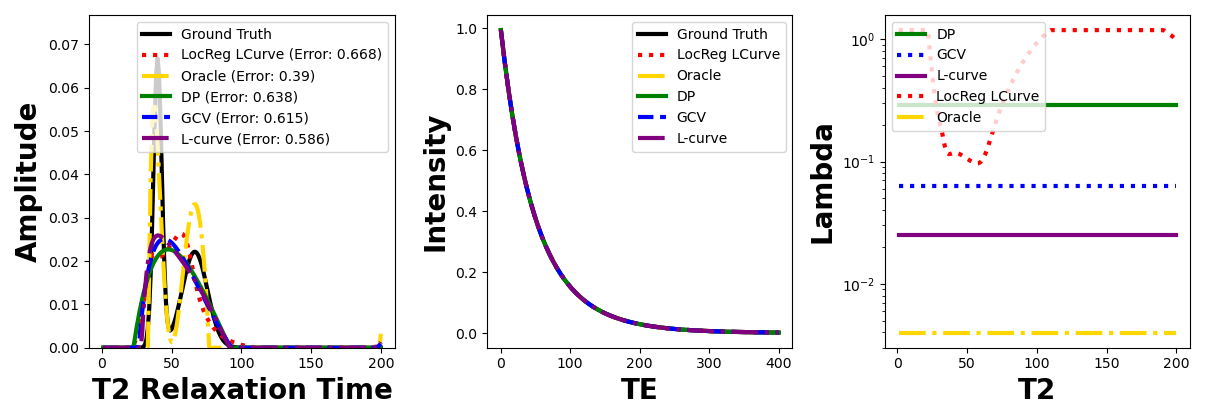 Amplitude
0.07
0.06
0.05
0.04
0.03
0.02
0.01
0.00
0
50
100
150
200
T2 Relaxation Time
Ground Truth
LocReg LCurve (Error: 0.668)
Oracle (Error: 0.39)
DP (Error: 0.638)
GCV (Error: 0.615)
L-curve (Error: 0.586)
Intensity
1.0
0.8
0.6
0.4
0.2
0.0
0
100
200
300
400
TE
Ground Truth
LocReg LCurve
Oracle
DP
GCV
L-curve
Lambda
10⁰
10⁻¹
10⁻²
0
50
100
150
200
T2
DP
GCV
L-curve
LocReg LCurve
Oracle